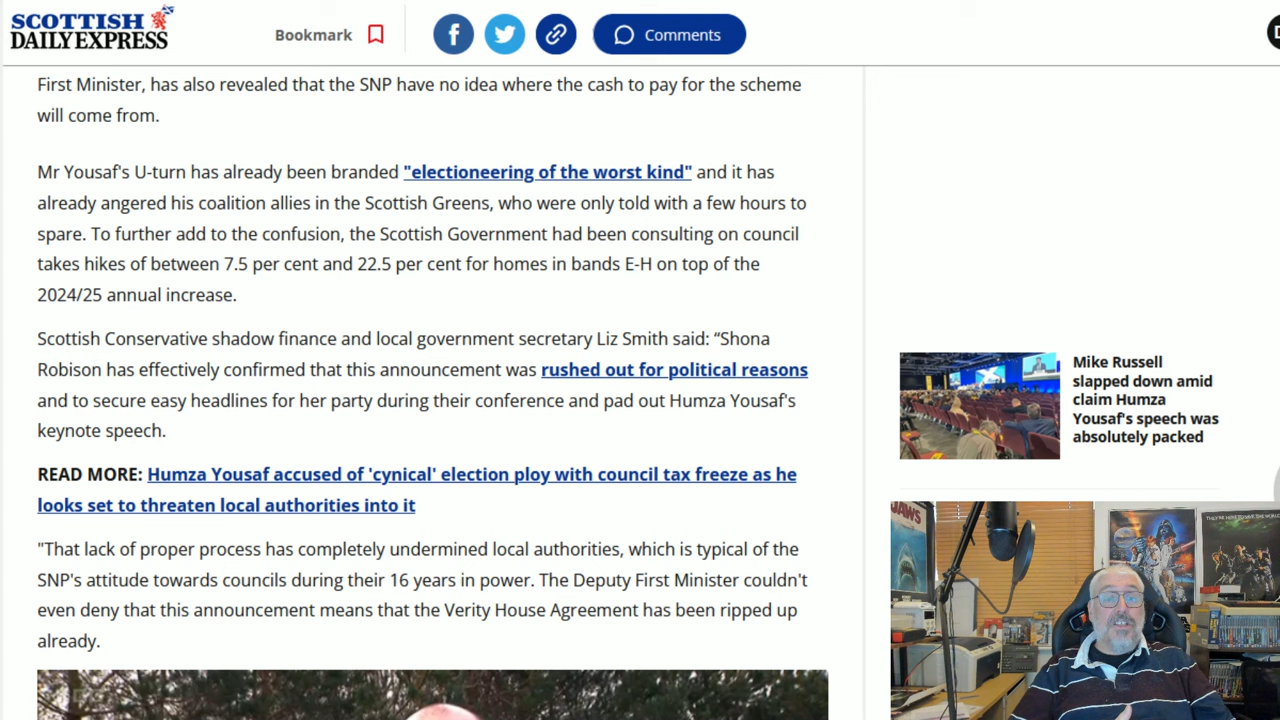 SCOTTISH
DAILY EXPRESS
Bookmark
Comments
First Minister, has also revealed that the SNP have no idea where the cash to pay for the scheme
will come from.
Mr Yousaf's U-turn has already been branded "electioneering of the worst kind" and it has
already angered his coalition allies in the Scottish Greens, who were only told with a few hours to
spare. To further add to the confusion, the Scottish Government had been consulting on council
takes hikes of between 7.5 per cent and 22.5 per cent for homes in bands E-H on top of the
2024/25 annual increase.
Scottish Conservative shadow finance and local government secretary Liz Smith said: “Shona
Robison has effectively confirmed that this announcement was rushed out for political reasons
and to secure easy headlines for her party during their conference and pad out Humza Yousaf's
keynote speech.
READ MORE: Humza Yousaf accused of 'cynical' election ploy with council tax freeze as he
looks set to threaten local authorities into it
"That lack of proper process has completely undermined local authorities, which is typical of the
SNP's attitude towards councils during their 16 years in power. The Deputy First Minister couldn't
even deny that this announcement means that the Verity House Agreement has been ripped up
already.
Mike Russell
slapped down amid
claim Humza
Yousaf's speech was
absolutely packed
JAWS